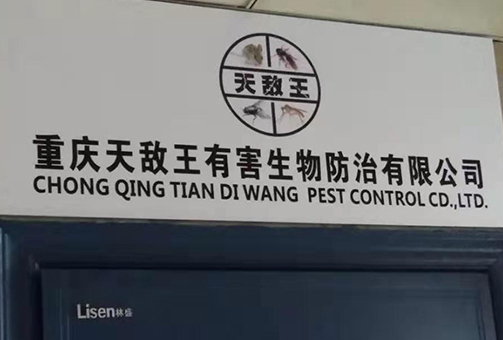 天敌王
重庆天敌王有害生物防治有限公司
CHONG QING TIAN DI WANG PEST CONTROL CD.,LTD.
Lisen林盛